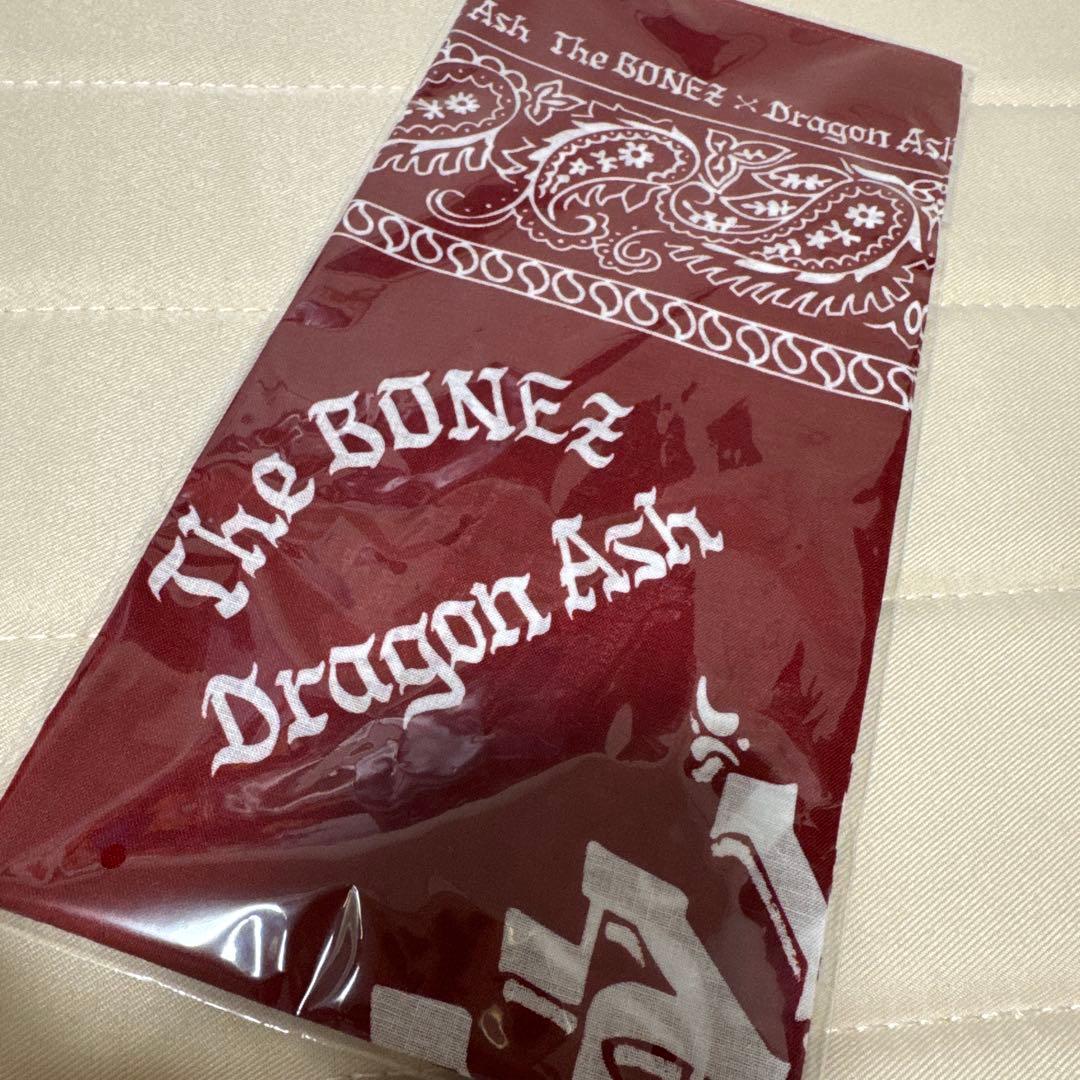 Ash The BONEZ × Dragon Ash
The BONEZ
Dragon Ash